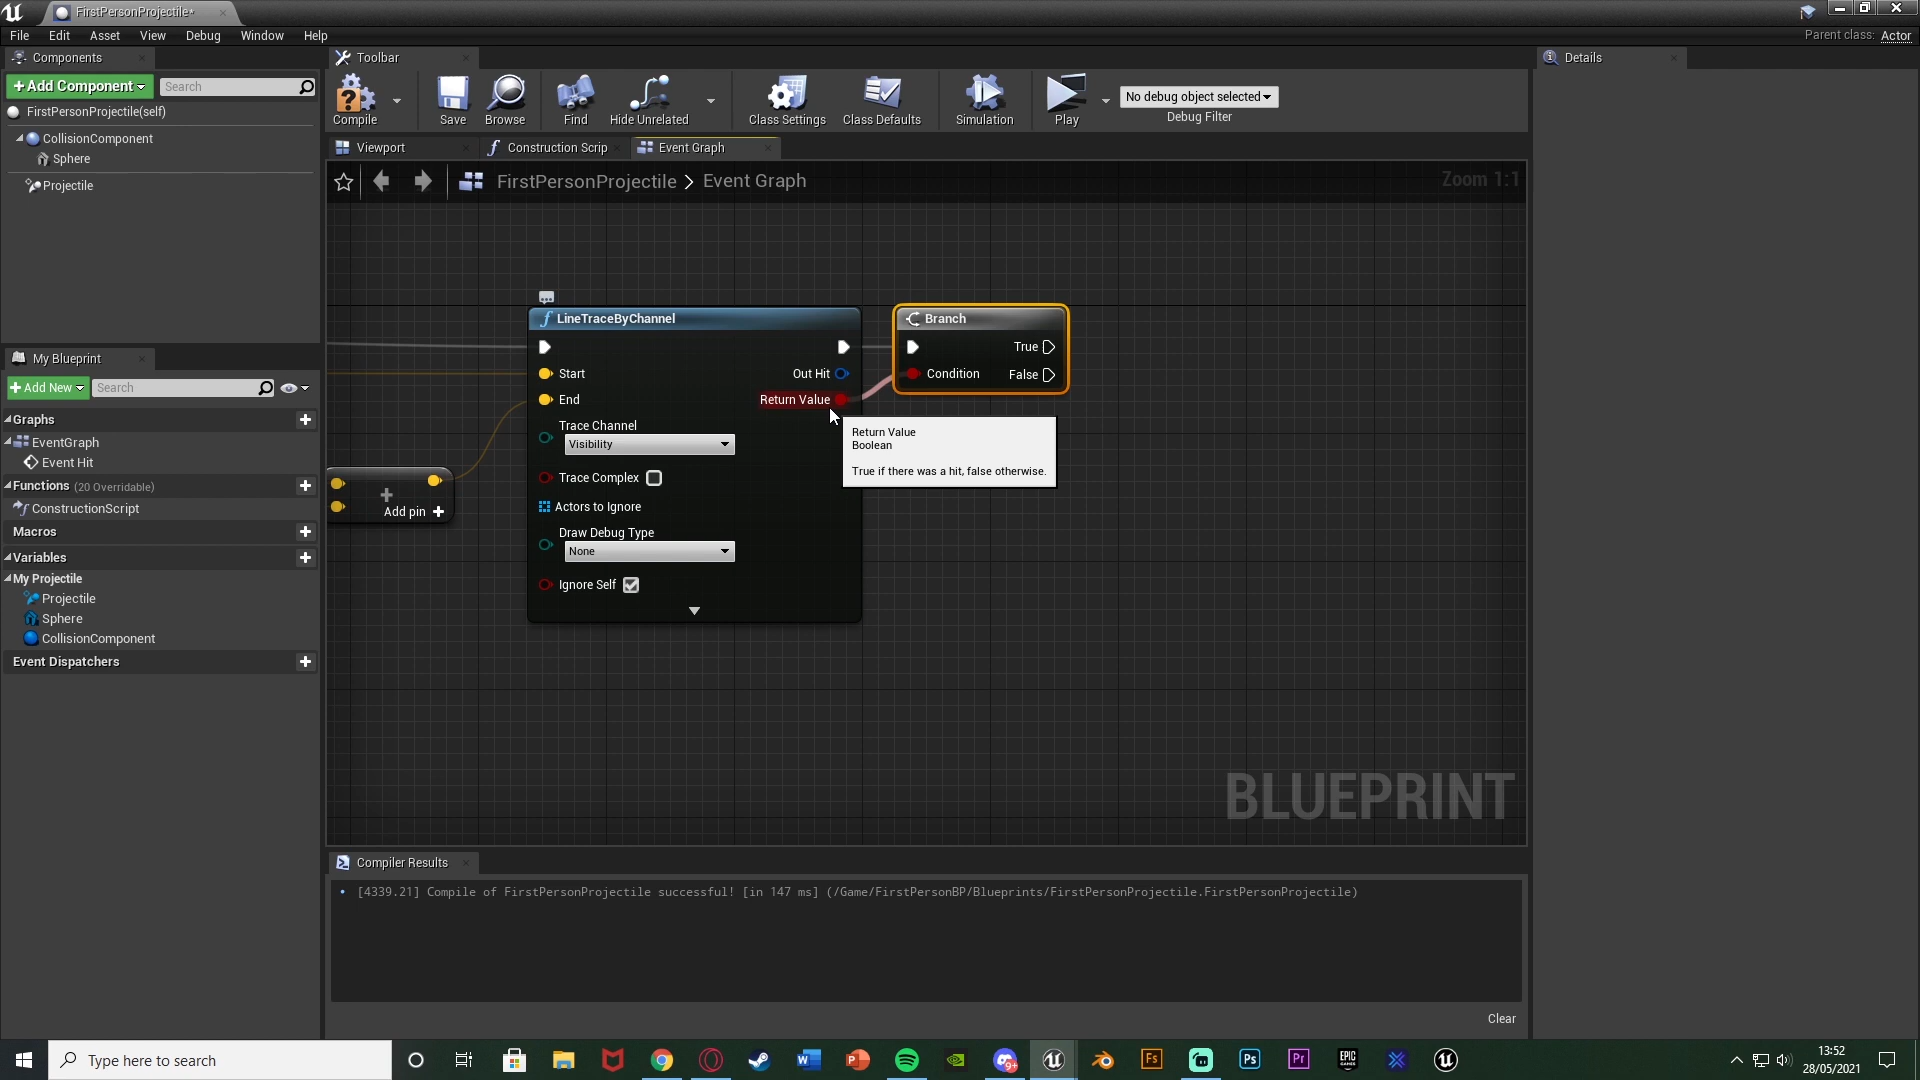 FirstPersonProjectile*
File Edit Asset View Debug Window Help
Parent class: Actor
Components
+Add Component
Search
FirstPersonProjectile(self)
CollisionComponent
Sphere
Projectile
Toolbar
Compile
Save
Browse
Find
Hide Unrelated
Class Settings
Class Defaults
Simulation
Play
No debug object selected
Debug Filter
Details
Viewport
Construction Scrip
Event Graph
FirstPersonProjectile > Event Graph
Zoom 1:1
LineTraceByChannel
Start
End
Out Hit
Return Value
Trace Channel
Visibility
Trace Complex
Actors to Ignore
Draw Debug Type
None
Ignore Self
Branch
True
Condition
False
Return Value
Boolean
True if there was a hit, false otherwise.
Add pin +
BLUEPRINT
My Blueprint
+Add New
Search
Graphs
EventGraph
Event Hit
Functions (20 Overridable)
ConstructionScript
Macros
Variables
My Projectile
Projectile
Sphere
CollisionComponent
Event Dispatchers
Compiler Results
• [4339.21] Compile of FirstPersonProjectile successful! [in 147 ms] (/Game/FirstPersonBP/Blueprints/FirstPersonProjectile.FirstPersonProjectile)
Clear
Type here to search
13:52
28/05/2021